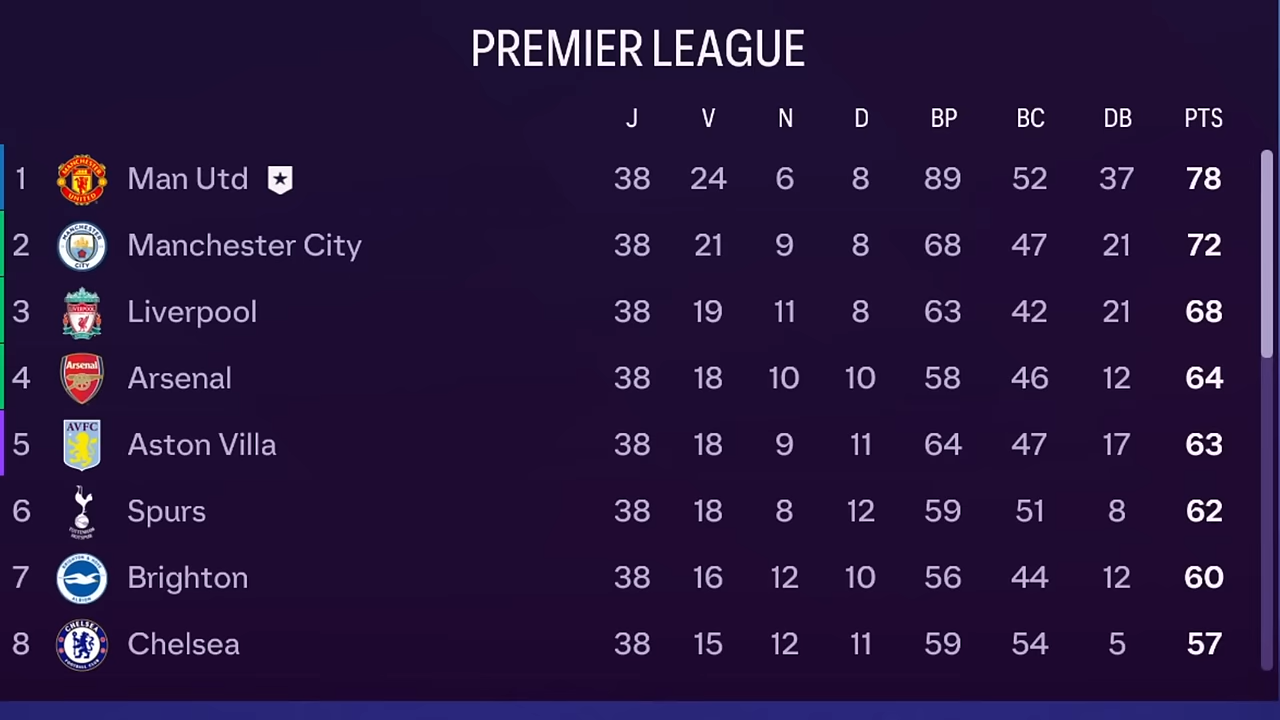 PREMIER LEAGUE
J V N D BP BC DB PTS
1 Man Utd 38 24 6 8 89 52 37 78
2 Manchester City 38 21 9 8 68 47 21 72
3 Liverpool 38 19 11 8 63 42 21 68
4 Arsenal 38 18 10 10 58 46 12 64
5 AVFC Aston Villa 38 18 9 11 64 47 17 63
6 Spurs 38 18 8 12 59 51 8 62
7 Brighton 38 16 12 10 56 44 12 60
8 Chelsea 38 15 12 11 59 54 5 57